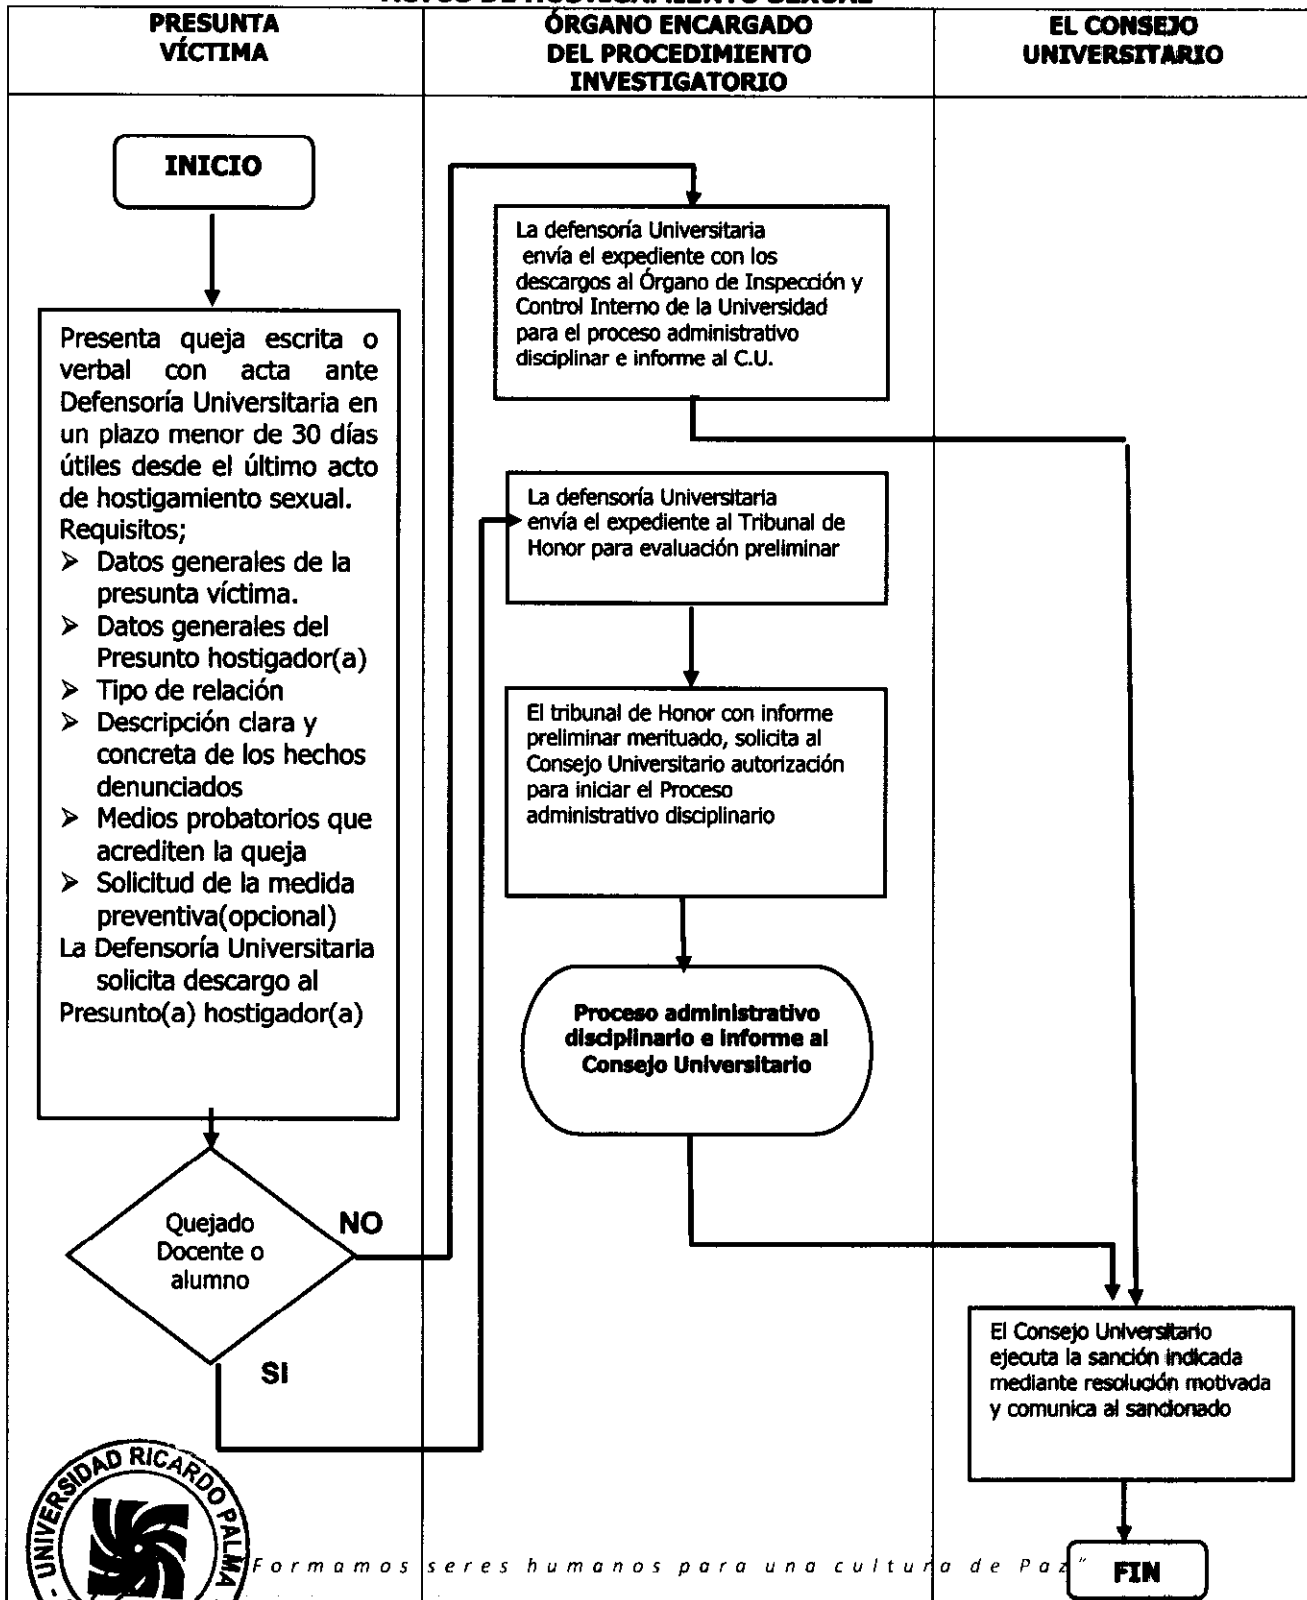 ACTOS DE HOSTIGAMIENTO SEXUAL
PRESUNTA
VÍCTIMA
ÓRGANO ENCARGADO
DEL PROCEDIMIENTO
INVESTIGATORIO
EL CONSEJO
UNIVERSITARIO
INICIO
Presenta queja escrita o
verbal con acta ante
Defensoría Universitaria en
un plazo menor de 30 días
útiles desde el último acto
de hostigamiento sexual.
Requisitos;
➢ Datos generales de la
presunta víctima.
➢ Datos generales del
Presunto hostigador(a)
➢ Tipo de relación
➢ Descripción clara y
concreta de los hechos
denunciados
➢ Medios probatorios que
acrediten la queja
➢ Solicitud de la medida
preventiva(opcional)
La Defensoría Universitaria
solicita descargo al
Presunto(a) hostigador(a)
Quejado
Docente o
alumno
NO
SI
La defensoría Universitaria
envía el expediente con los
descargos al Órgano de Inspección y
Control Interno de la Universidad
para el proceso administrativo
disciplinar e informe al C.U.
La defensoría Universitaria
envía el expediente al Tribunal de
Honor para evaluación preliminar
El tribunal de Honor con informe
preliminar merituado, solicita al
Consejo Universitario autorización
para iniciar el Proceso
administrativo disciplinario
Proceso administrativo
disciplinario e informe al
Consejo Universitario
El Consejo Universitario
ejecuta la sanción indicada
mediante resolución motivada
y comunica al sancionado
FIN
UNIVERSIDAD RICARDO PALMA
Formamos seres humanos para una cultura de Paz"